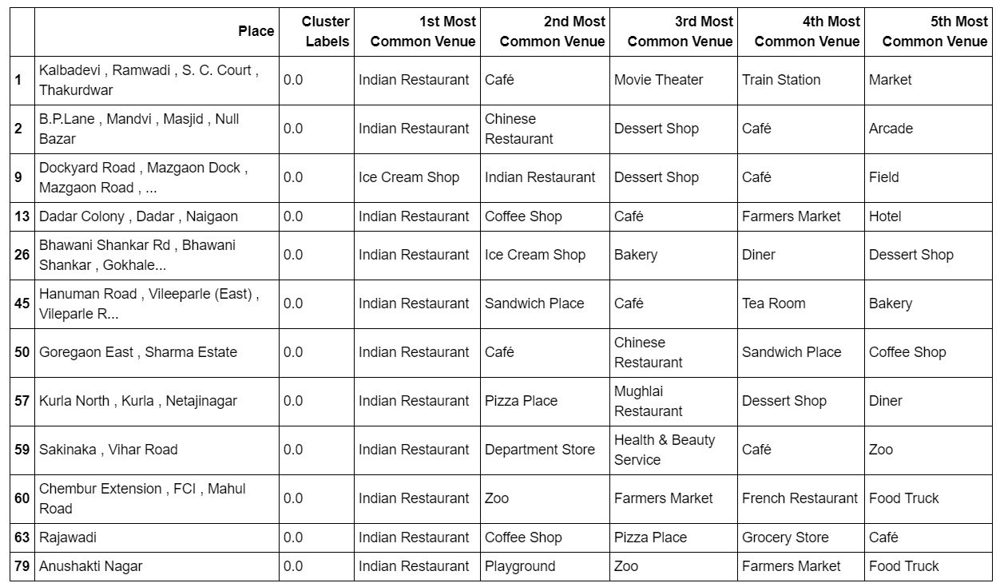 Place Cluster Labels 1st Most Common Venue 2nd Most Common Venue 3rd Most Common Venue 4th Most Common Venue 5th Most Common Venue
1 Kalbadevi , Ramwadi , S. C. Court , Thakurdwar 0.0 Indian Restaurant Café Movie Theater Train Station Market
2 B.P.Lane , Mandvi , Masjid , Null Bazar 0.0 Indian Restaurant Chinese Restaurant Dessert Shop Café Arcade
9 Dockyard Road , Mazgaon Dock , Mazgaon Road , ... 0.0 Ice Cream Shop Indian Restaurant Dessert Shop Café Field
13 Dadar Colony , Dadar , Naigaon 0.0 Indian Restaurant Coffee Shop Café Farmers Market Hotel
26 Bhawani Shankar Rd , Bhawani Shankar , Gokhale... 0.0 Indian Restaurant Ice Cream Shop Bakery Diner Dessert Shop
45 Hanuman Road , Vileeparle (East) , Vileparle R... 0.0 Indian Restaurant Sandwich Place Café Tea Room Bakery
50 Goregaon East , Sharma Estate 0.0 Indian Restaurant Café Chinese Restaurant Sandwich Place Coffee Shop
57 Kurla North , Kurla , Netajinagar 0.0 Indian Restaurant Pizza Place Mughlai Restaurant Dessert Shop Diner
59 Sakinaka , Vihar Road 0.0 Indian Restaurant Department Store Health & Beauty Service Café Zoo
60 Chembur Extension , FCI , Mahul Road 0.0 Indian Restaurant Zoo Farmers Market French Restaurant Food Truck
63 Rajawadi 0.0 Indian Restaurant Coffee Shop Pizza Place Grocery Store Café
79 Anushakti Nagar 0.0 Indian Restaurant Playground Zoo Farmers Market Food Truck